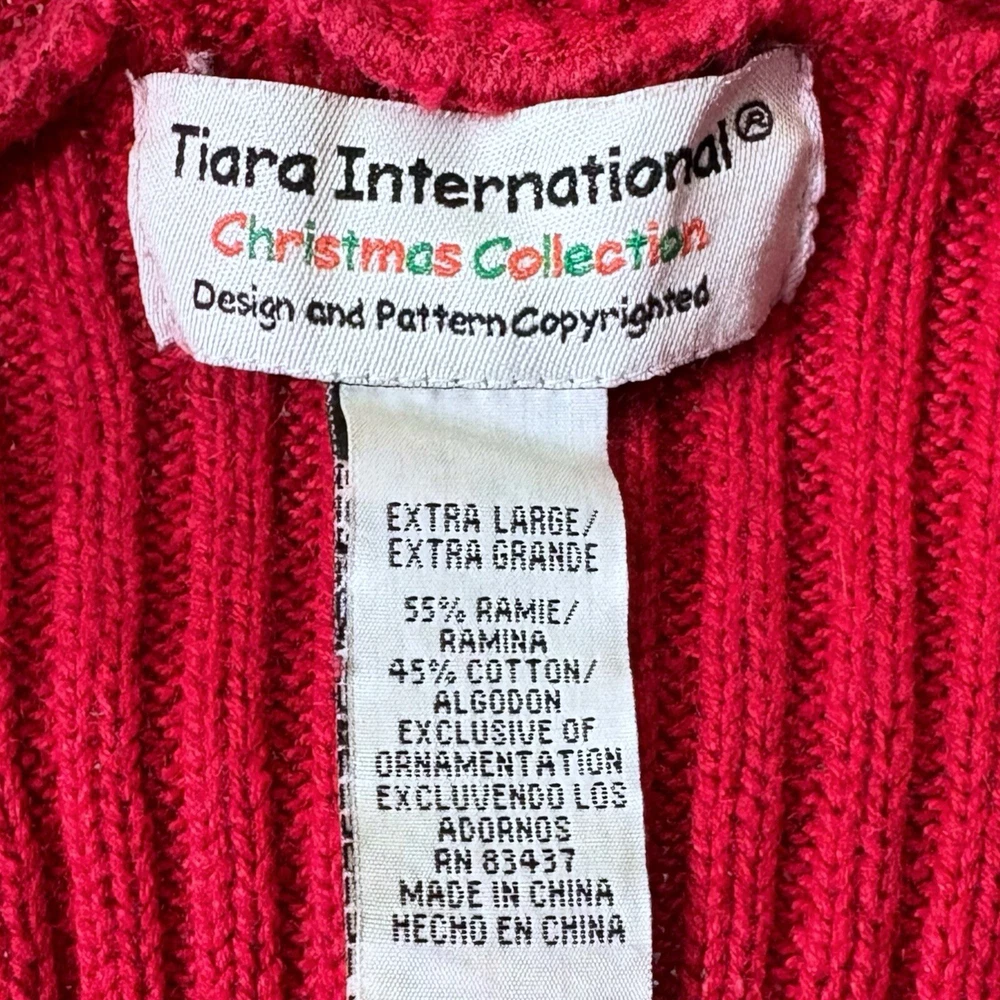 Tiara International®
Christmas Collection
Design and Pattern Copyrighted
EXTRA LARGE/
EXTRA GRANDE
55% RAMIE/
RAMINA
45% COTTON/
ALGODON
EXCLUSIVE OF
ORNAMENTATION
EXCLUVENDO LOS
ADORNOS
RN 83437
MADE IN CHINA
HECHO EN CHINA